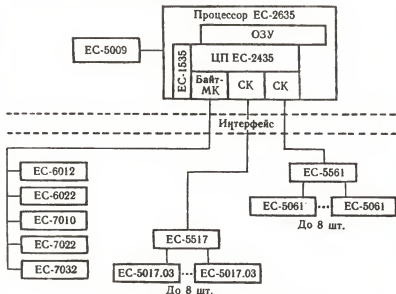 Процессор ЕС-2635
ОЗУ
ЕС-5009
ЕС-1535
ЦП ЕС-2435
Байт-
МК
СК
СК
Интерфейс
ЕС-6012
ЕС-6022
ЕС-7010
ЕС-7022
ЕС-7032
ЕС-5561
ЕС-5061 ... ЕС-5061
До 8 шт.
ЕС-5517
ЕС-5017.03 ... ЕС-5017.03
До 8 шт.